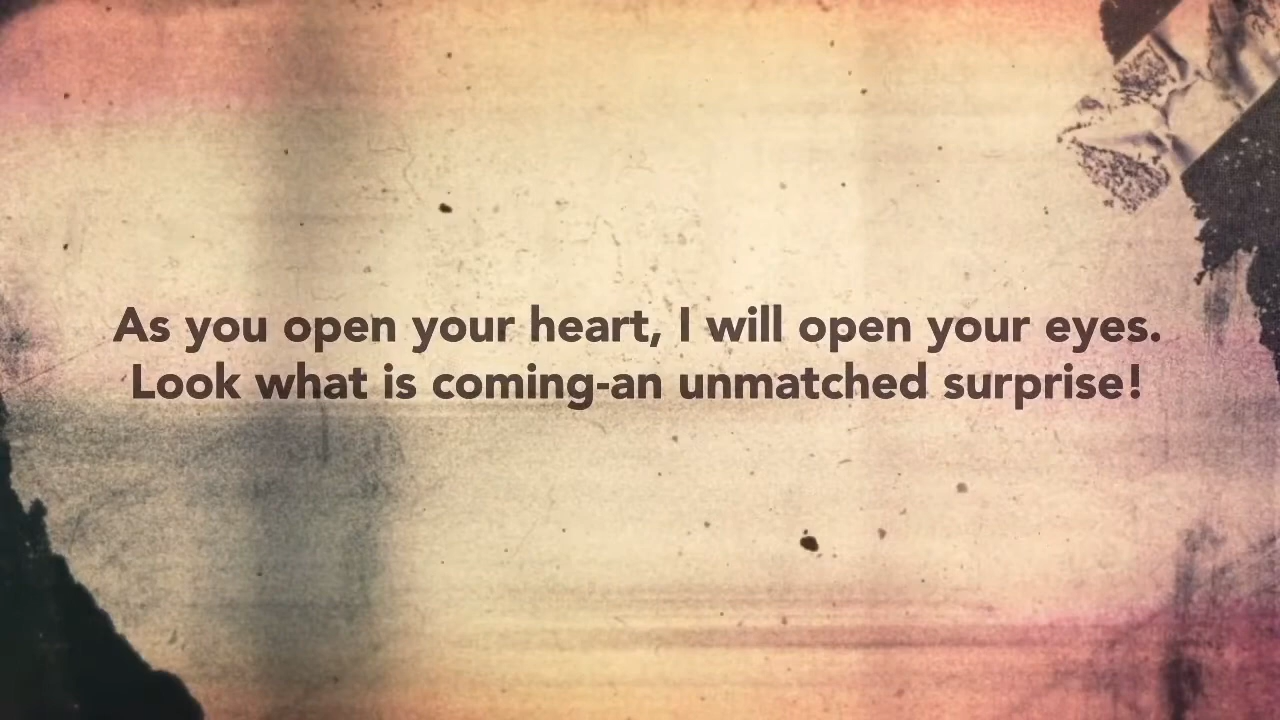 As you open your heart, I will open your eyes.
Look what is coming-an unmatched surprise!